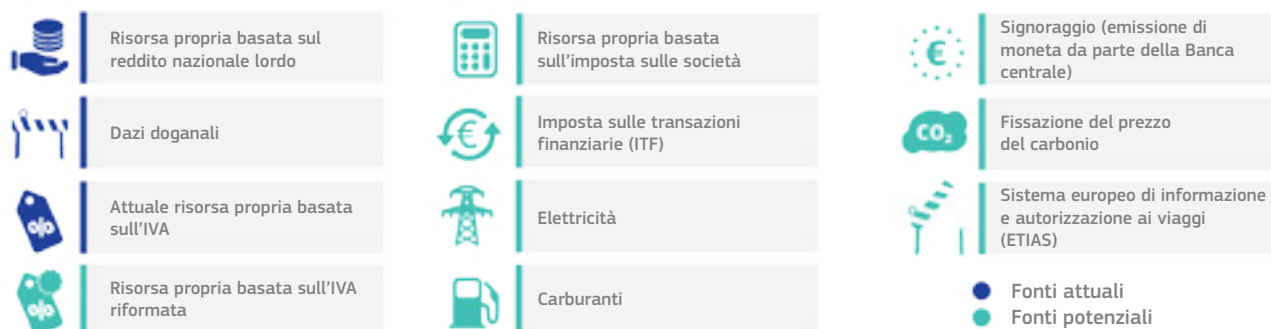 Risorsa propria basata sul
reddito nazionale lordo
Dazi doganali
Attuale risorsa propria basata
sull'IVA
%
Risorsa propria basata sull'IVA
riformata
%
Risorsa propria basata
sull'imposta sulle società
€
Imposta sulle transazioni
finanziarie (ITF)
Elettricità
Carburanti
€
Signoraggio (emissione di
moneta da parte della Banca
centrale)
CO₂
Fissazione del prezzo
del carbonio
Sistema europeo di informazione
e autorizzazione ai viaggi
(ETIAS)
Fonti attuali
Fonti potenziali